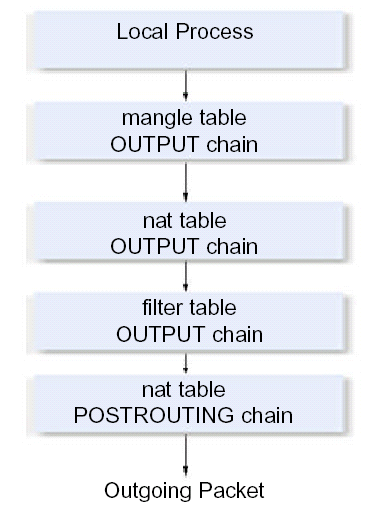 Local Process
mangle table
OUTPUT chain
nat table
OUTPUT chain
filter table
OUTPUT chain
nat table
POSTROUTING chain
Outgoing Packet